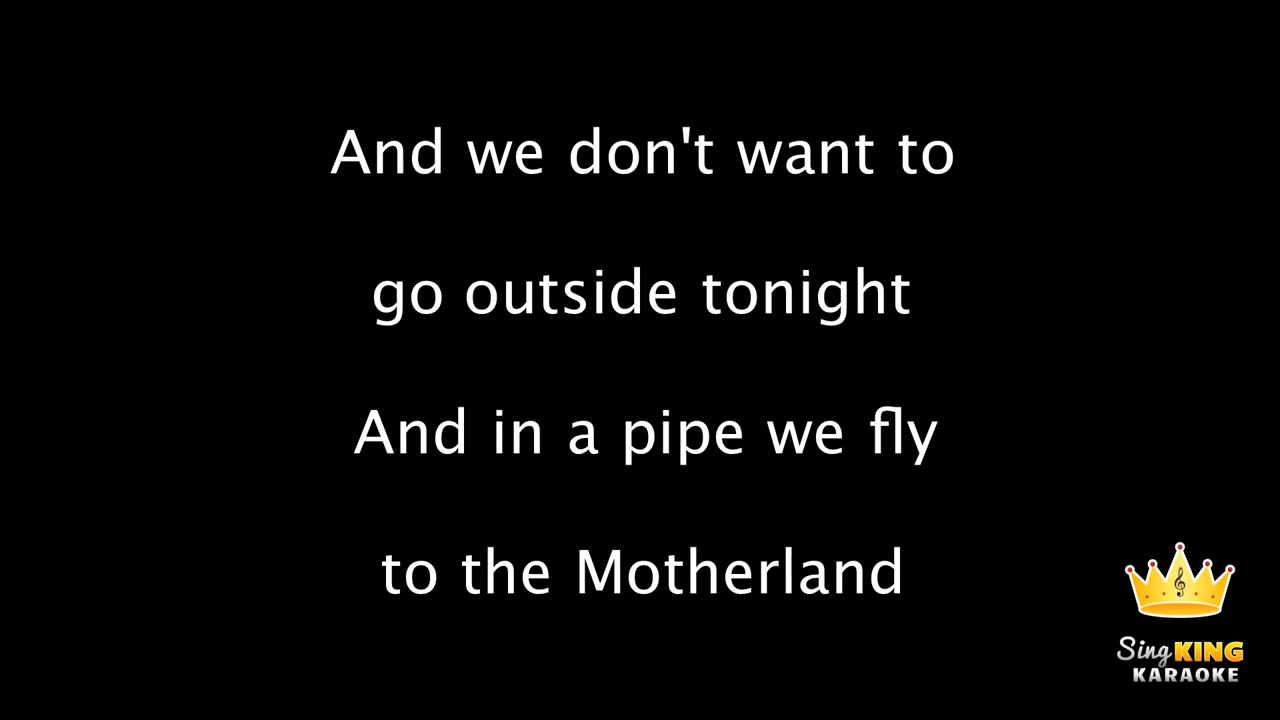 And we don't want to
go outside tonight
And in a pipe we fly
to the Motherland
Sing KING
KARAOKE